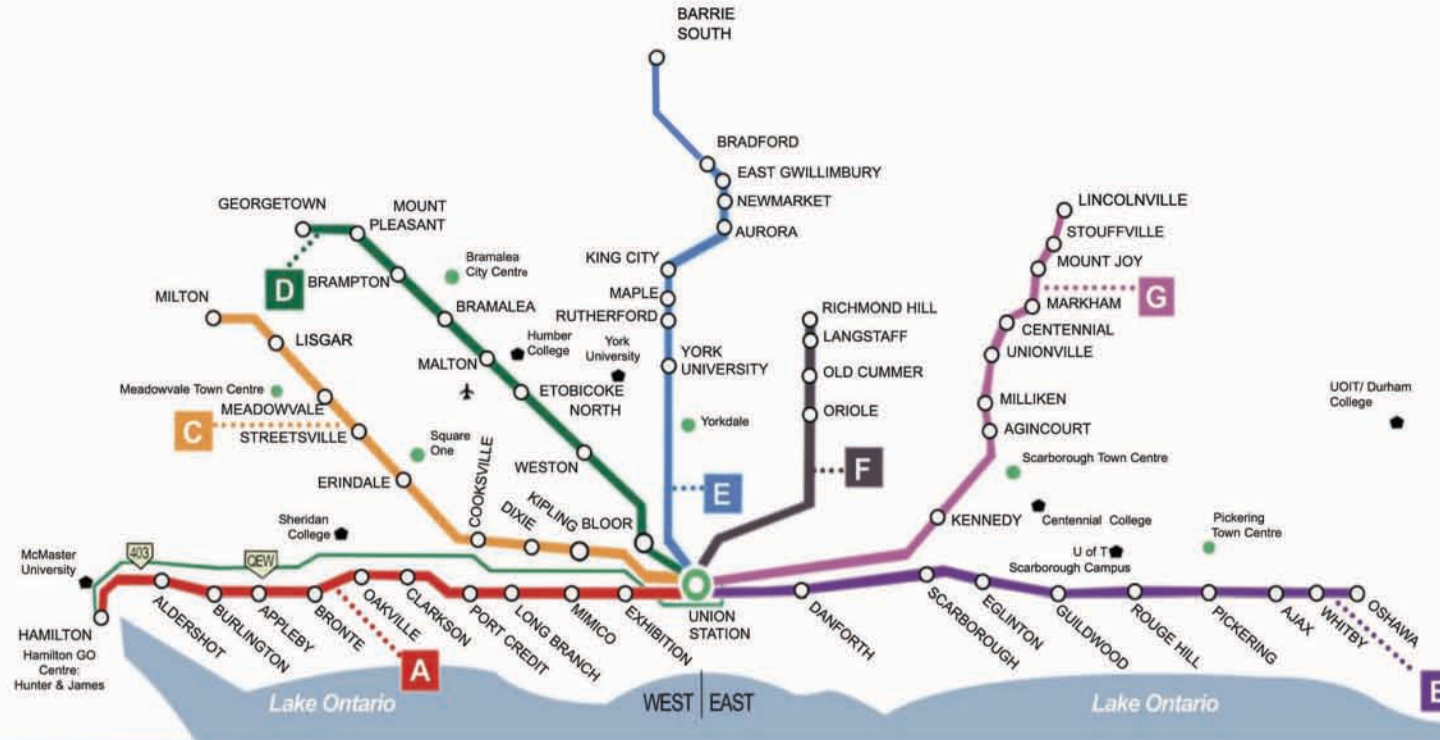 BARRIE
SOUTH
BRADFORD
EAST GWILLIMBURY
NEWMARKET
AURORA
KING CITY
MAPLE
RUTHERFORD
YORK
UNIVERSITY
York
University
Yorkdale
E
GEORGETOWN
MOUNT
PLEASANT
D
BRAMPTON
Bramalea
City Centre
BRAMALEA
MALTON
Humber
College
ETOBICOKE
NORTH
WESTON
BLOOR
MILTON
LISGAR
Meadowvale Town Centre
MEADOWVALE
C
STREETSVILLE
Square
One
ERINDALE
COOKSVILLE
DIXIE
KIPLING
RICHMOND HILL
LANGSTAFF
OLD CUMMER
ORIOLE
F
LINCOLNVILLE
STOUFFVILLE
MOUNT JOY
G
MARKHAM
CENTENNIAL
UNIONVILLE
MILLIKEN
AGINCOURT
Scarborough Town Centre
KENNEDY
Centennial College
U of T
Scarborough Campus
Pickering
Town Centre
UOIT/ Durham
College
Sheridan
College
McMaster
University
403
QEW
HAMILTON
Hamilton GO
Centre:
Hunter & James
ALDERSHOT
BURLINGTON
APPLEBY
BRONTE
OAKVILLE
CLARKSON
PORT CREDIT
LONG BRANCH
MIMICO
EXHIBITION
A
UNION
STATION
DANFORTH
SCARBOROUGH
EGLINTON
GUILDWOOD
ROUGE HILL
PICKERING
AJAX
WHITBY
OSHAWA
Lake Ontario
WEST EAST
Lake Ontario